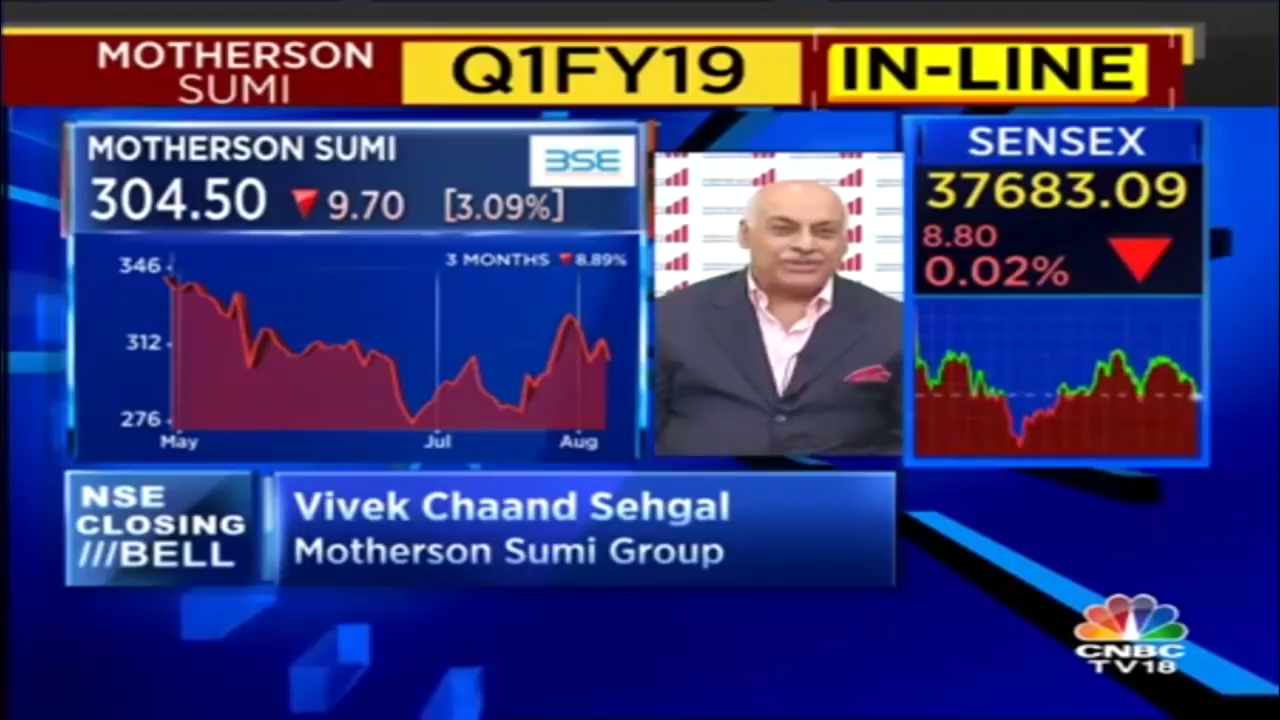 MOTHERSON
SUMI
Q1FY19
IN-LINE
MOTHERSON SUMI
304.50 ▼ 9.70 [3.09%]
BSE
3 MONTHS ▼ 8.89%
346
312
276
May Jul Aug
SENSEX
37683.09
8.80
0.02%
NSE
CLOSING
///BELL
Vivek Chaand Sehgal
Motherson Sumi Group
CNBC
TV18